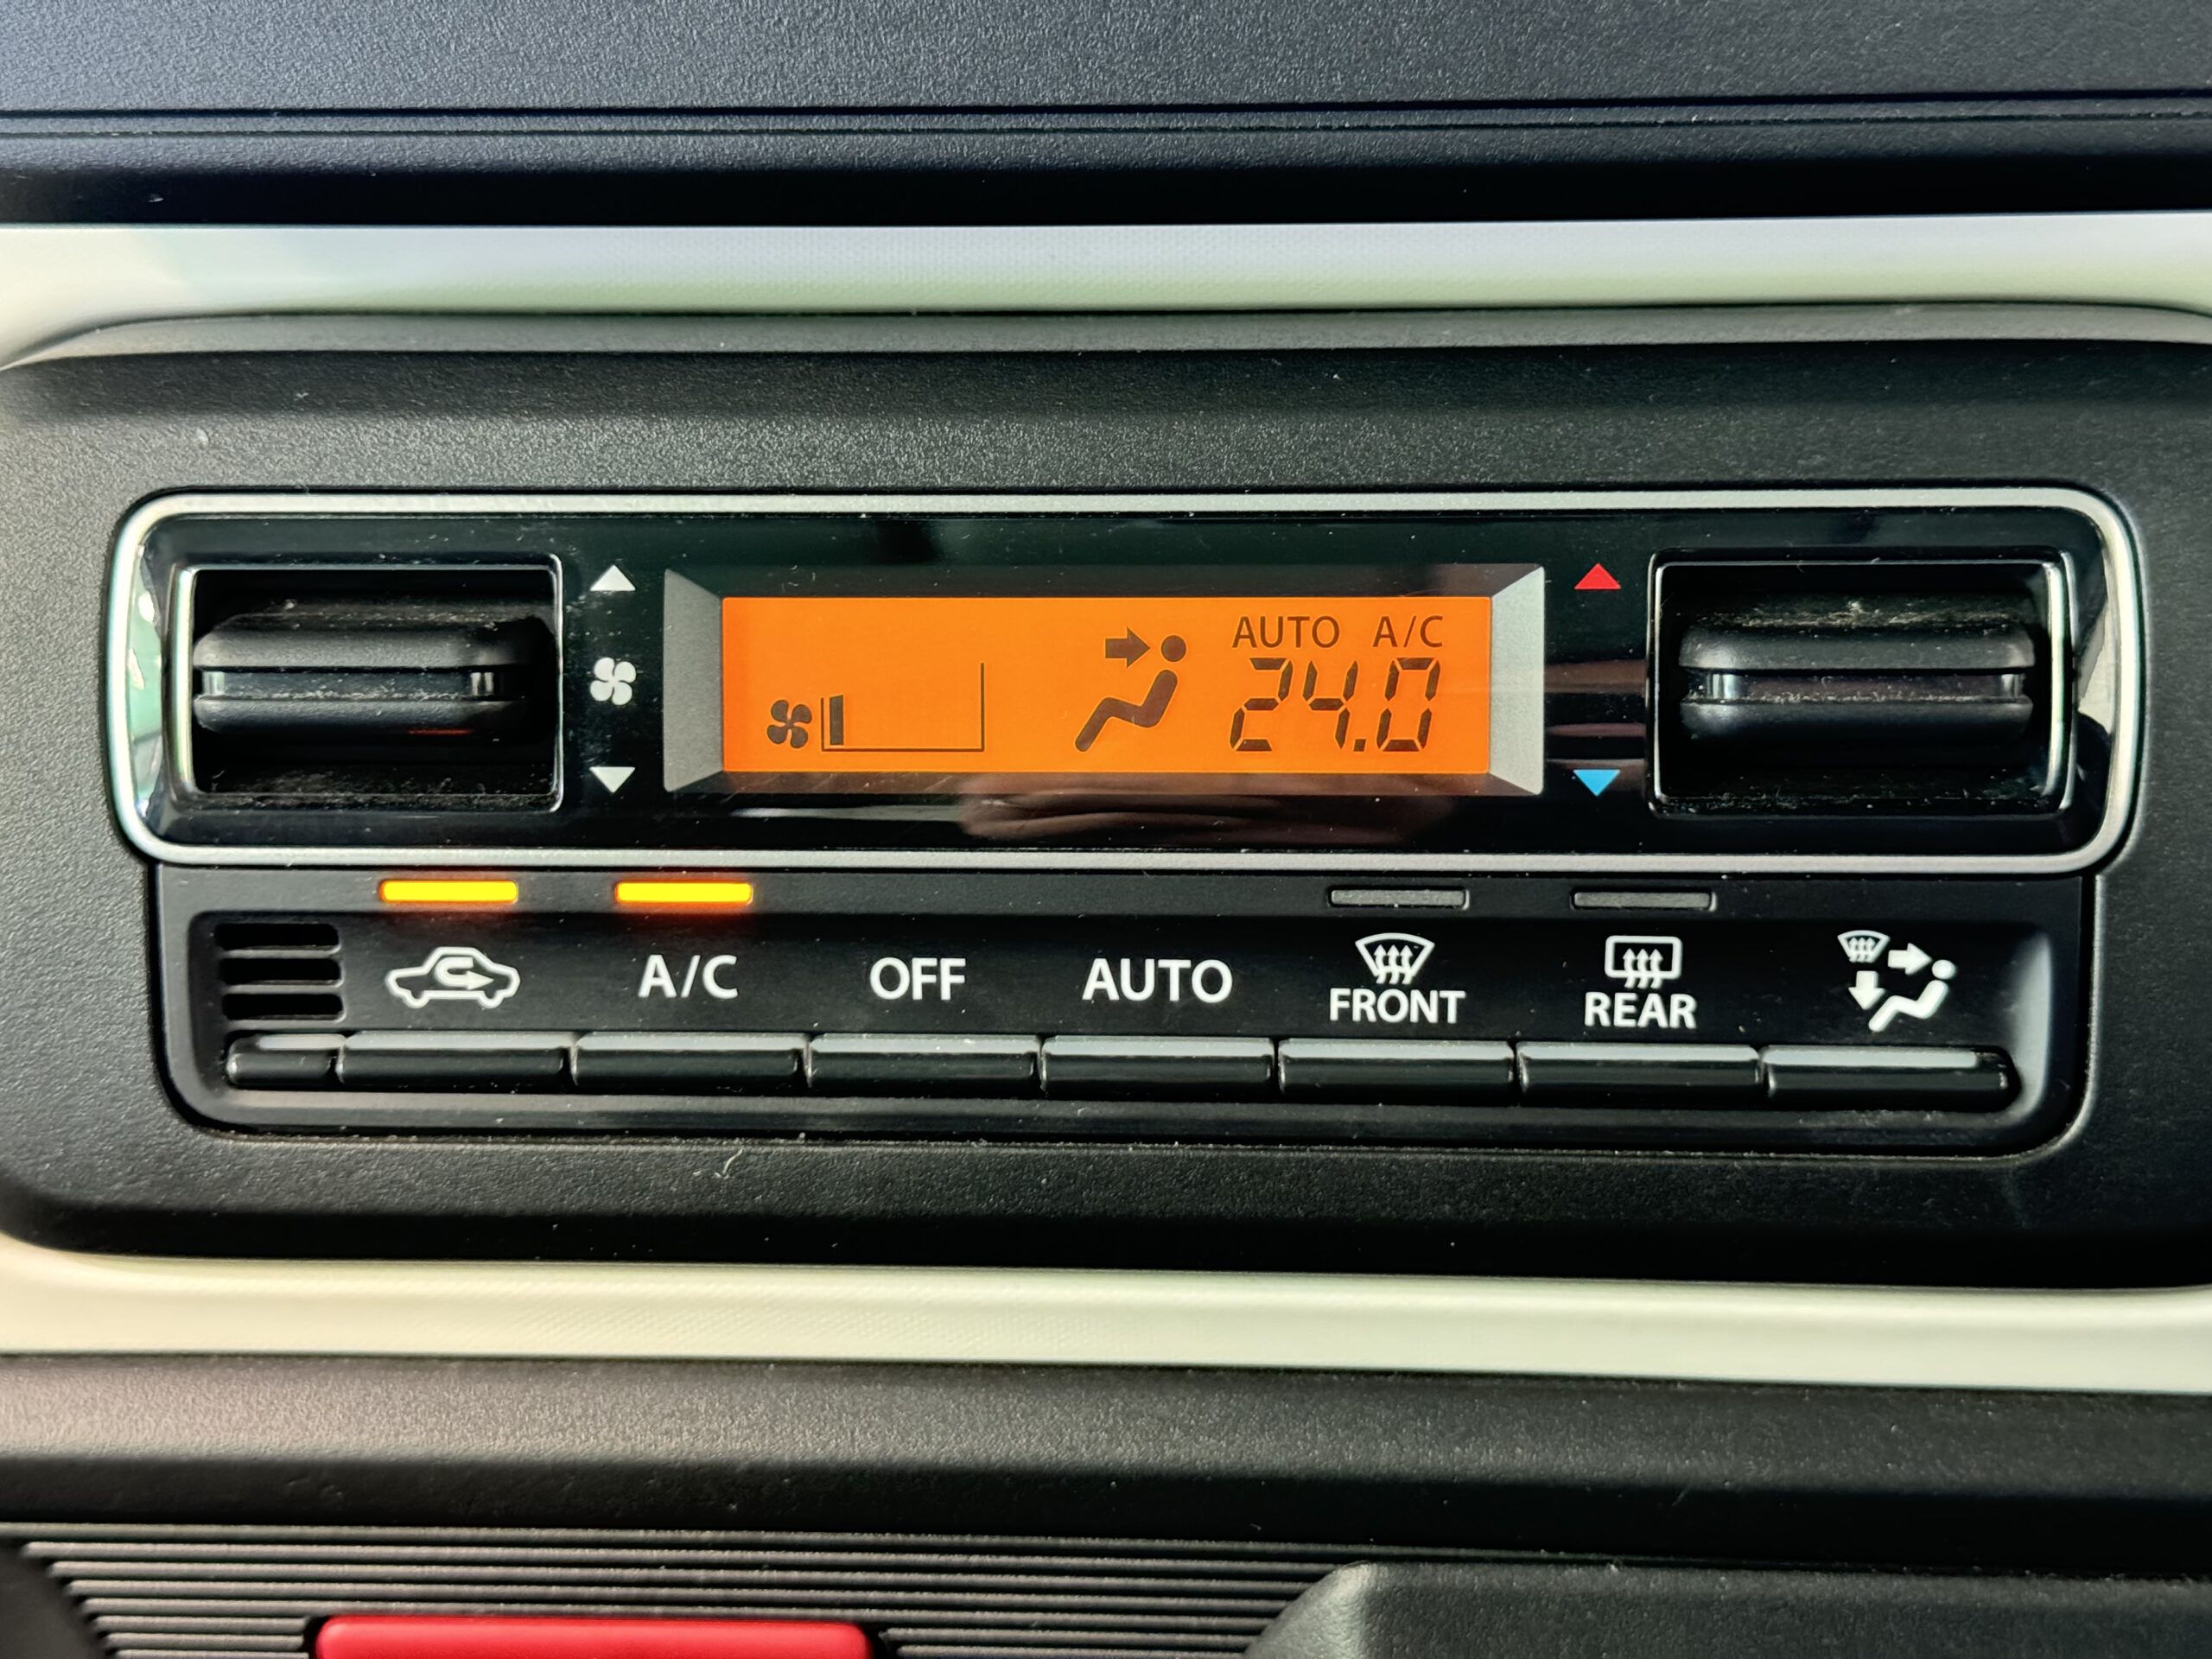 AUTO A/C
24.0
A/C OFF AUTO FRONT REAR